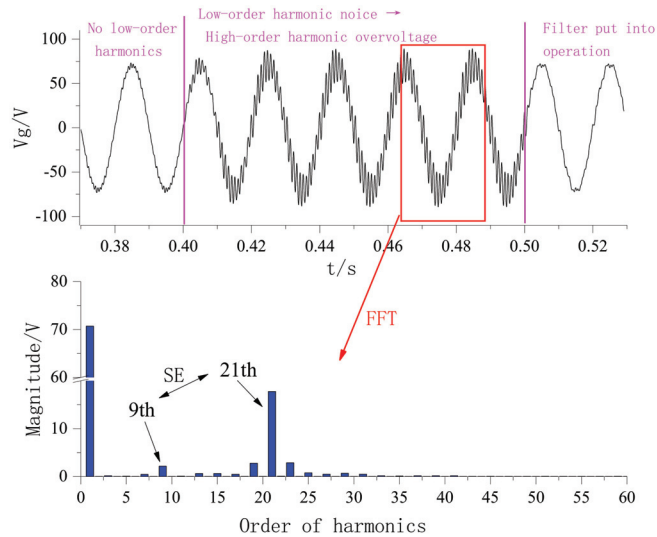 No low-order
harmonics
Low-order harmonic noice →
High-order harmonic overvoltage
Filter put into
operation
Vg/V
100
50
0
-50
-100
0.38 0.40 0.42 0.44 0.46 0.48 0.50 0.52
t/s
FFT
Magnitude/V
80
70
60
10
0
SE
9th
21th
0 5 10 15 20 25 30 35 40 45 50 55 60
Order of harmonics